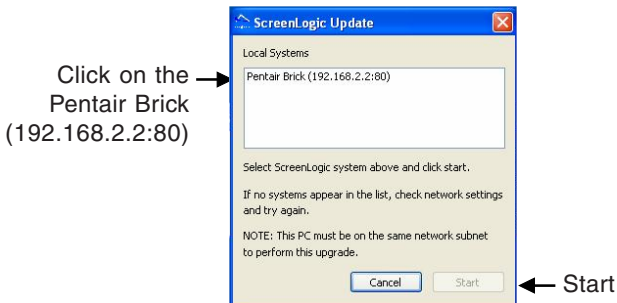 ScreenLogic Update
Local Systems
Click on the
Pentair Brick
(192.168.2.2:80)
Pentair Brick (192.168.2.2:80)
Select ScreenLogic system above and click start.
If no systems appear in the list, check network settings
and try again.
NOTE: This PC must be on the same network subnet
to perform this upgrade.
Cancel
Start
Start